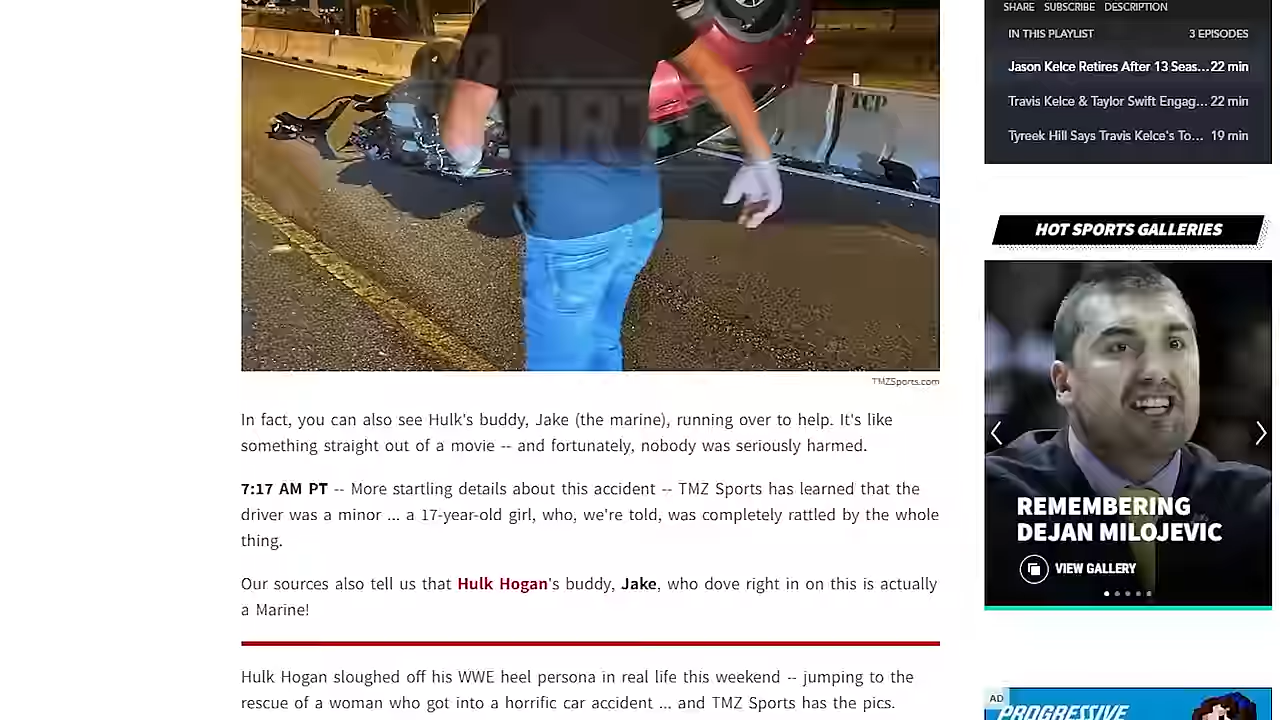 SHARE SUBSCRIBE DESCRIPTION
IN THIS PLAYLIST 3 EPISODES
Jason Kelce Retires After 13 Seas... 22 min
Travis Kelce & Taylor Swift Engag... 22 min
Tyreek Hill Says Travis Kelce's To... 19 min
TCP
TMZSports.com
In fact, you can also see Hulk's buddy, Jake (the marine), running over to help. It's like
something straight out of a movie -- and fortunately, nobody was seriously harmed.
7:17 AM PT -- More startling details about this accident -- TMZ Sports has learned that the
driver was a minor ... a 17-year-old girl, who, we're told, was completely rattled by the whole
thing.
Our sources also tell us that Hulk Hogan's buddy, Jake, who dove right in on this is actually
a Marine!
Hulk Hogan sloughed off his WWE heel persona in real life this weekend -- jumping to the
rescue of a woman who got into a horrific car accident ... and TMZ Sports has the pics.
HOT SPORTS GALLERIES
REMEMBERING
DEJAN MILOJEVIC
VIEW GALLERY
AD
PROGRESSIVE